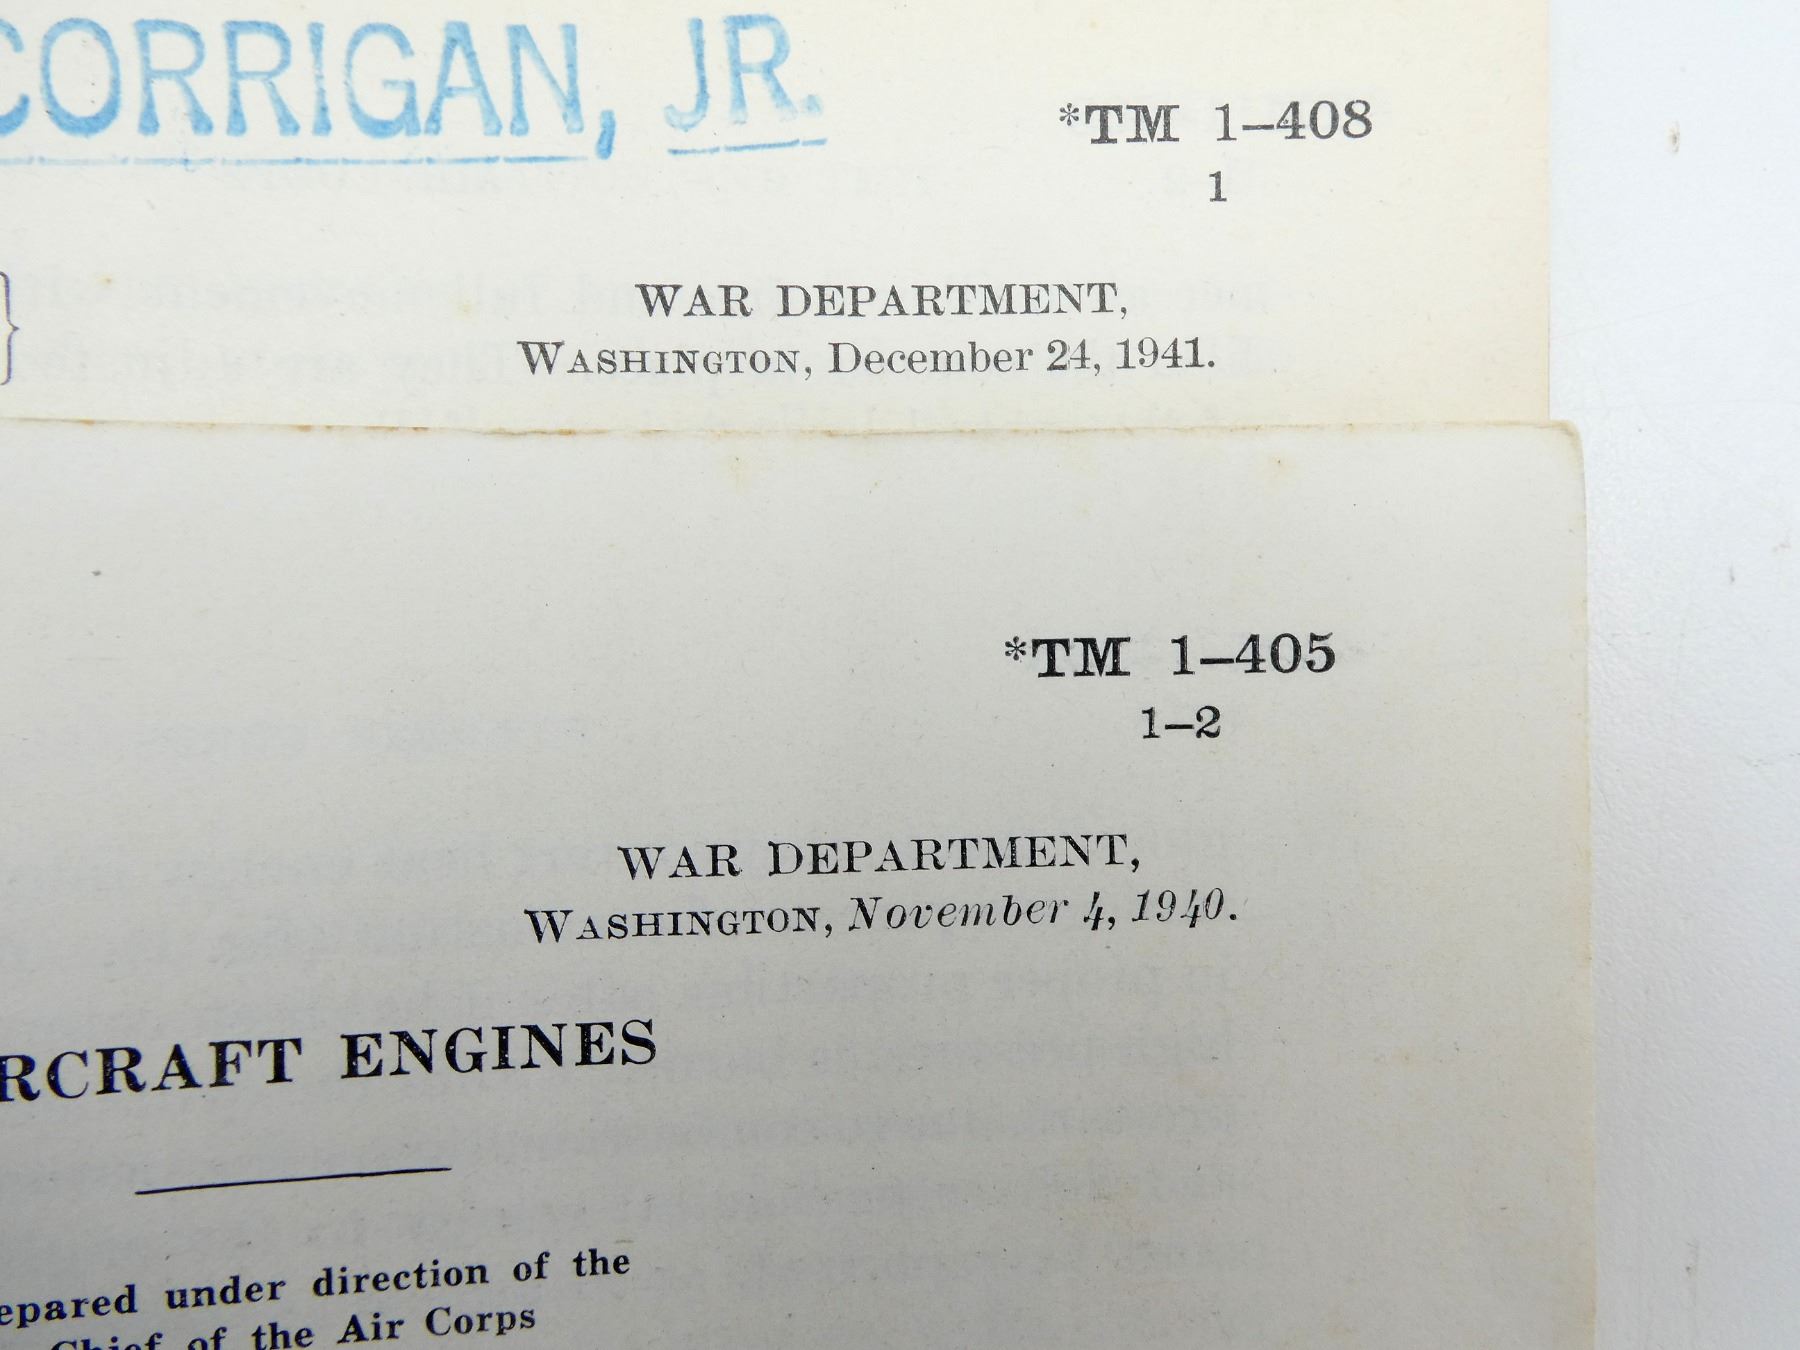 CORRIGAN, JR.
*TM 1–408
1
WAR DEPARTMENT,
WASHINGTON, December 24, 1941.
*TM 1–405
1–2
WAR DEPARTMENT,
WASHINGTON, November 4, 1940.
RCRAFT ENGINES
epared under direction of the
Chief of the Air Corps